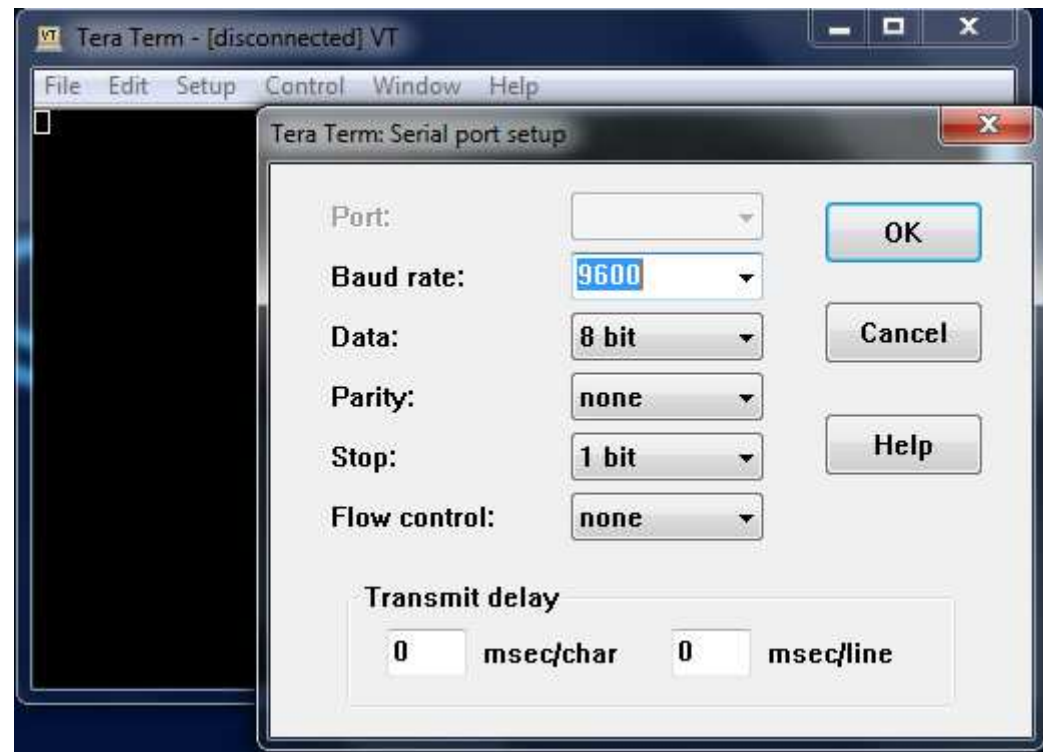 VT Tera Term - [disconnected] VT
File Edit Setup Control Window Help
Tera Term: Serial port setup
Port:
OK
Baud rate: 9600
Data: 8 bit
Cancel
Parity: none
Stop: 1 bit
Help
Flow control: none
Transmit delay
0 msec/char 0 msec/line